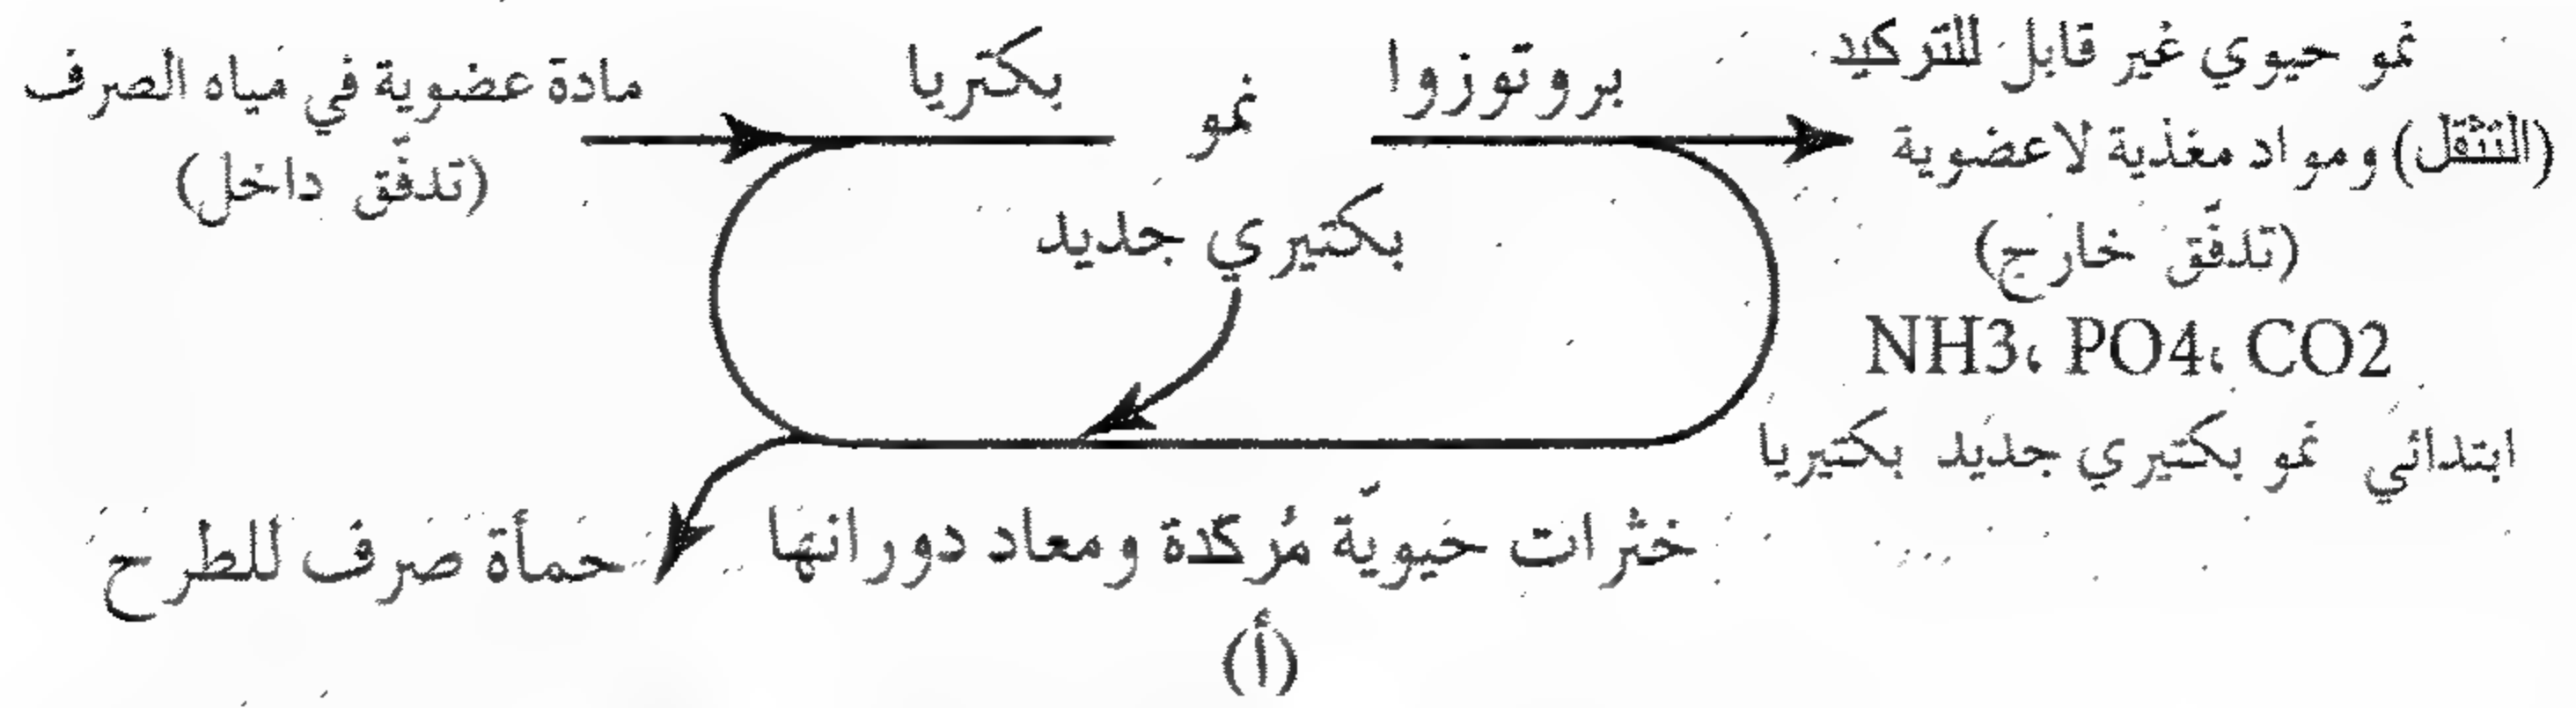 مادة عضوية في مياه الصرف
(تدفّق داخل)
بكتريا
نمو
بكتيري جديد
بروتوزوا
نمو حيوي غير قابل للتركيد
(التثقل) ومواد مغذية لاعضوية
(تدفّق خارج)
NH3، PO4، CO2
ابتدائي نمو بكتيري جديد بكتيريا
خثرات حيويّة مُركدة ومعاد دورانها
حمأة صرف للطرح
(أ)